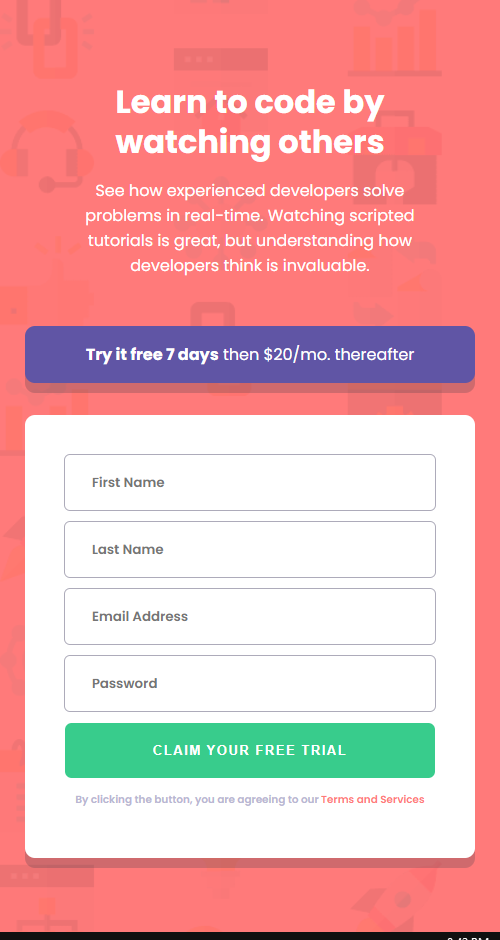 Learn to code by
watching others
See how experienced developers solve
problems in real-time. Watching scripted
tutorials is great, but understanding how
developers think is invaluable.
Try it free 7 days then $20/mo. thereafter
First Name
Last Name
Email Address
Password
CLAIM YOUR FREE TRIAL
By clicking the button, you are agreeing to our Terms and Services